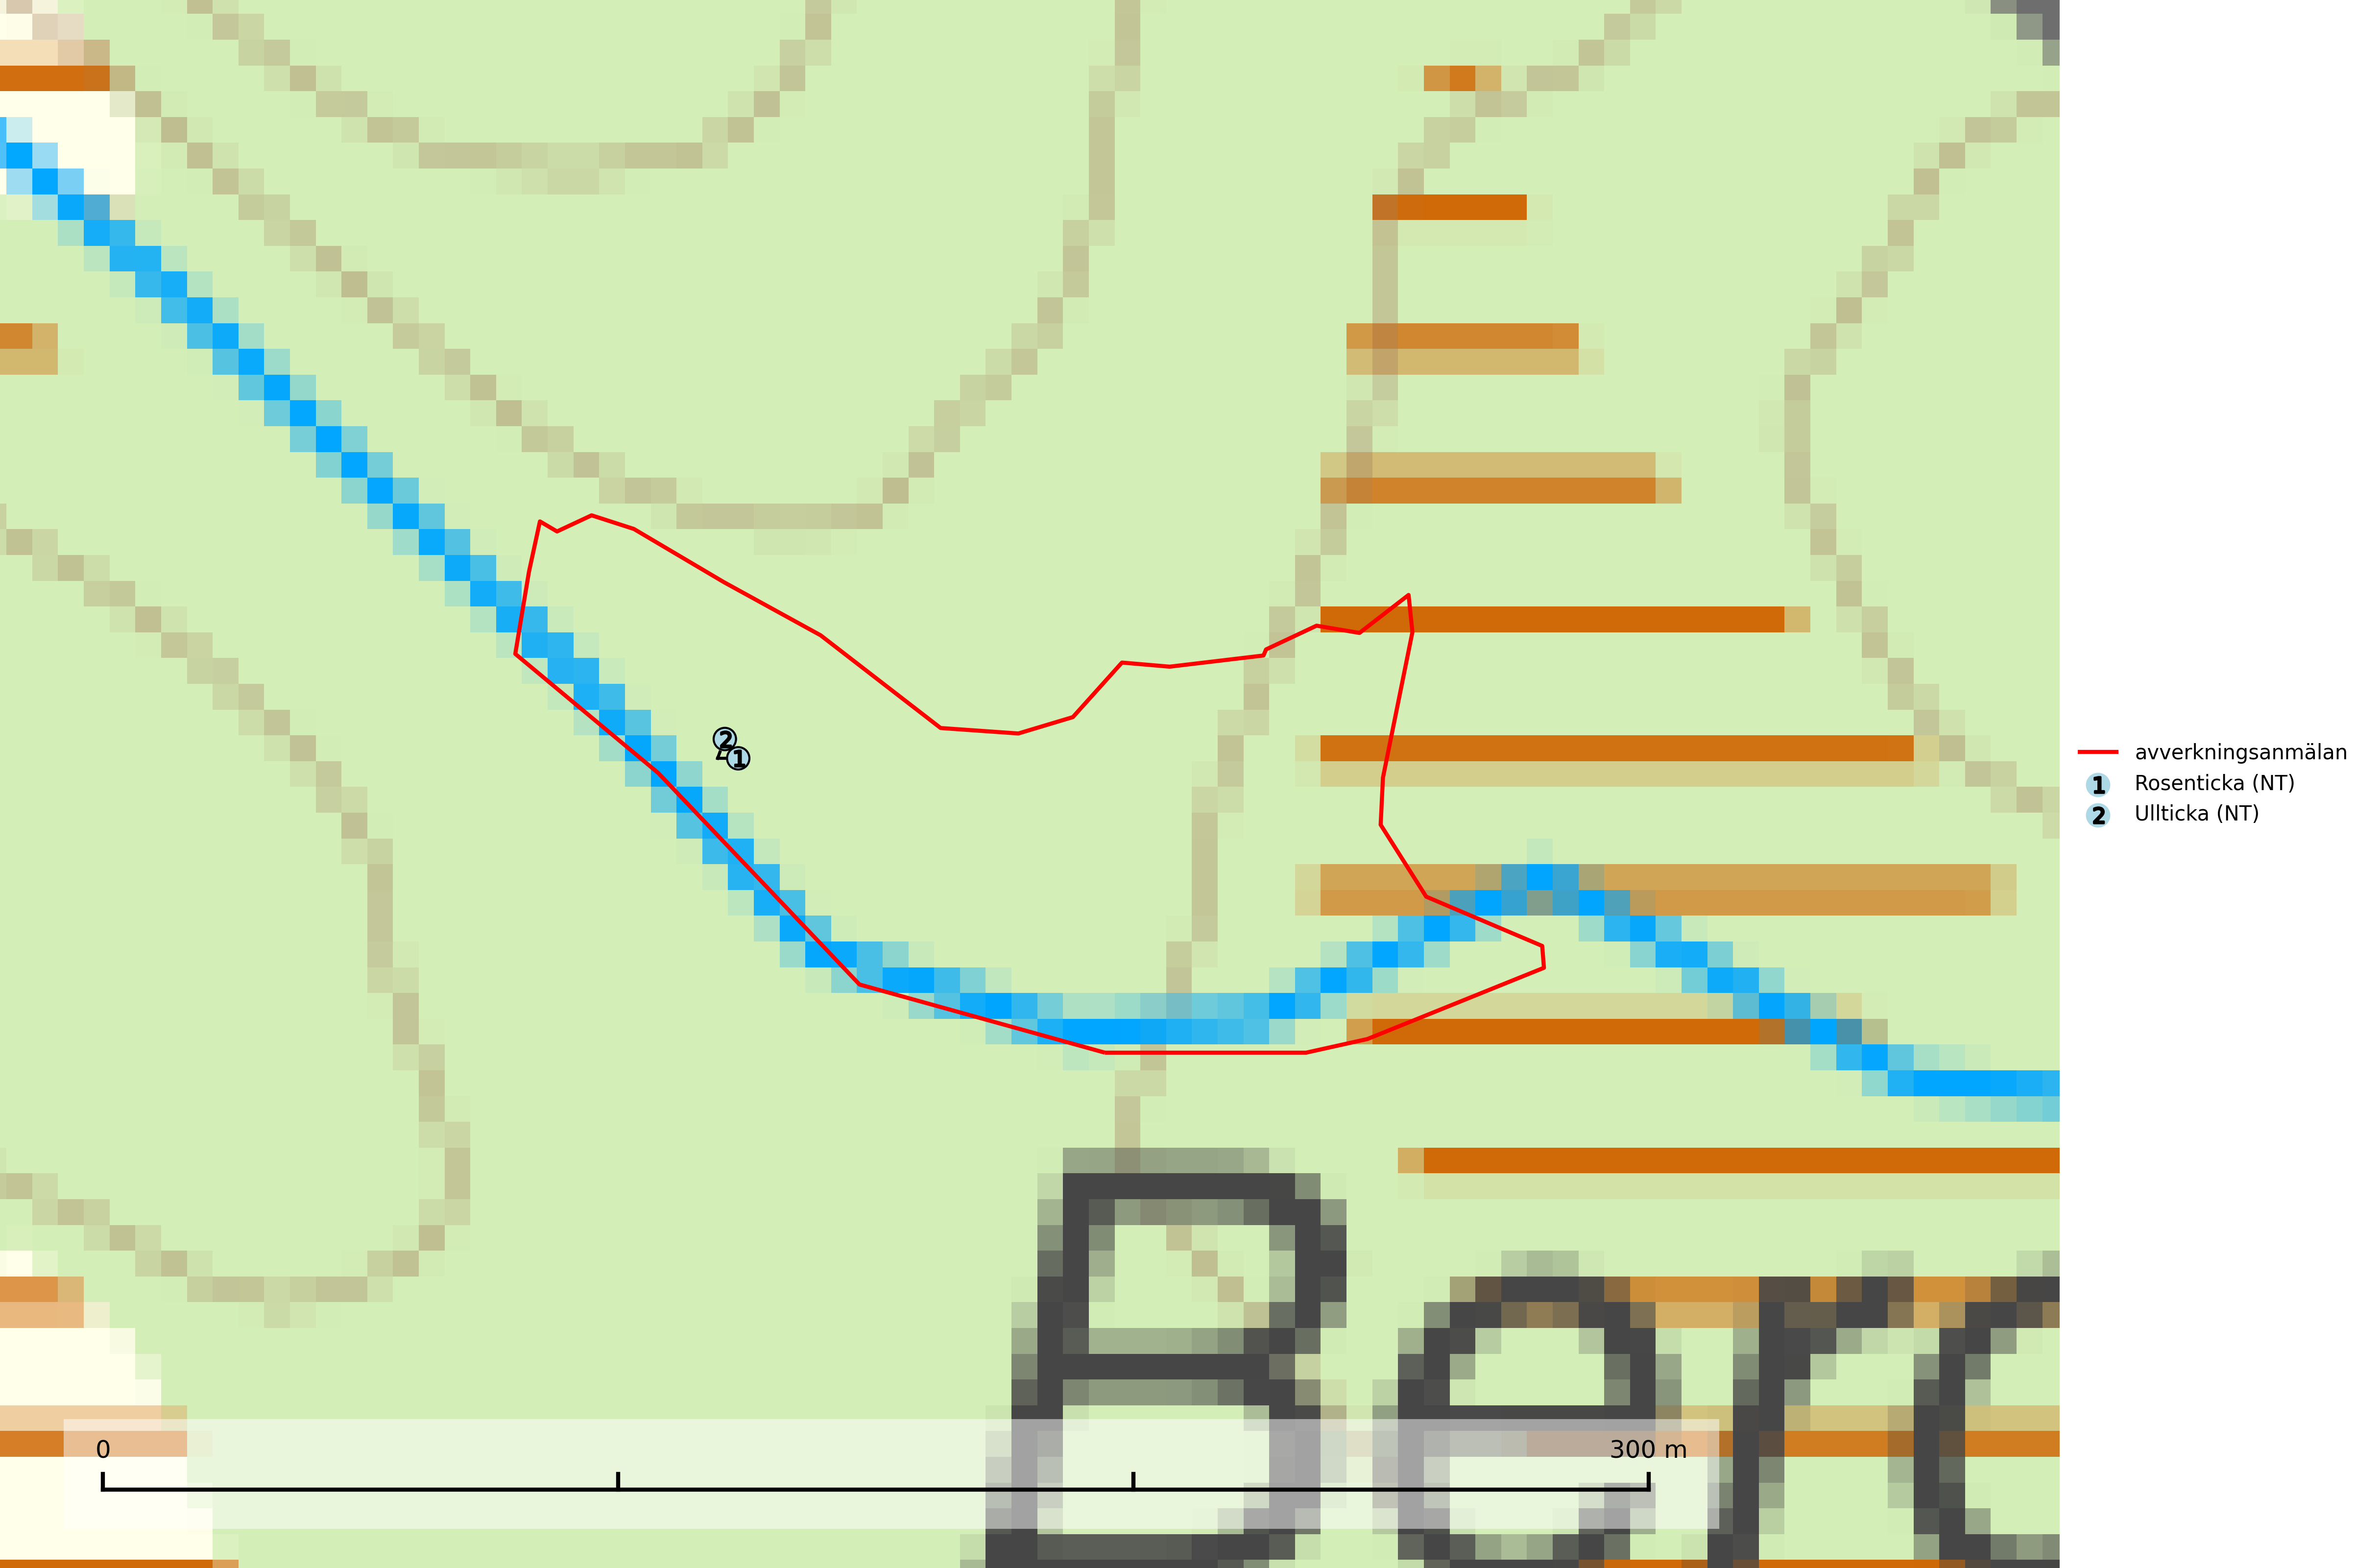 2
1
avverkningsanmälan
1 Rosenticka (NT)
2 Ullticka (NT)
0 300 m